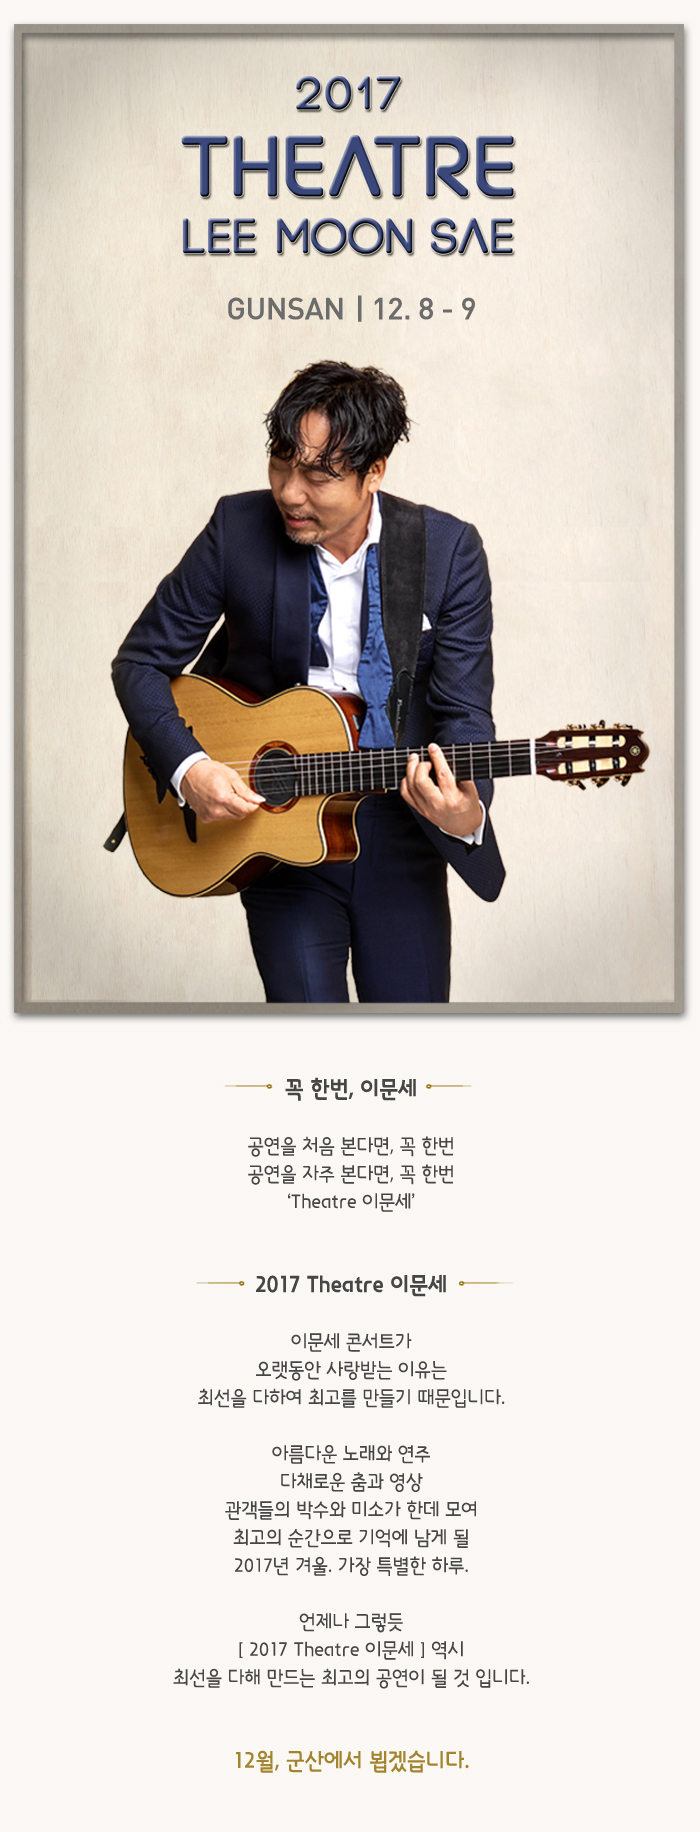 2017
THEATRE
LEE MOON SAE
GUNSAN | 12. 8 - 9
꼭 한번, 이문세
공연을 처음 본다면, 꼭 한번
공연을 자주 본다면, 꼭 한번
‘Theatre 이문세’
2017 Theatre 이문세
이문세 콘서트가
오랫동안 사랑받는 이유는
최선을 다하여 최고를 만들기 때문입니다.
아름다운 노래와 연주
다채로운 춤과 영상
관객들의 박수와 미소가 한데 모여
최고의 순간으로 기억에 남게 될
2017년 겨울. 가장 특별한 하루.
언제나 그렇듯
[ 2017 Theatre 이문세 ] 역시
최선을 다해 만드는 최고의 공연이 될 것 입니다.
12월, 군산에서 뵙겠습니다.